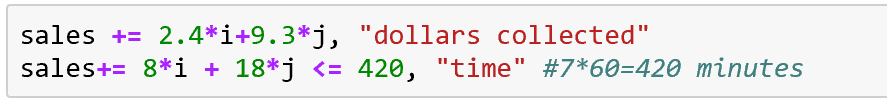 sales += 2.4*i+9.3*j, "dollars collected"
sales+= 8*i + 18*j <= 420, "time" #7*60=420 minutes